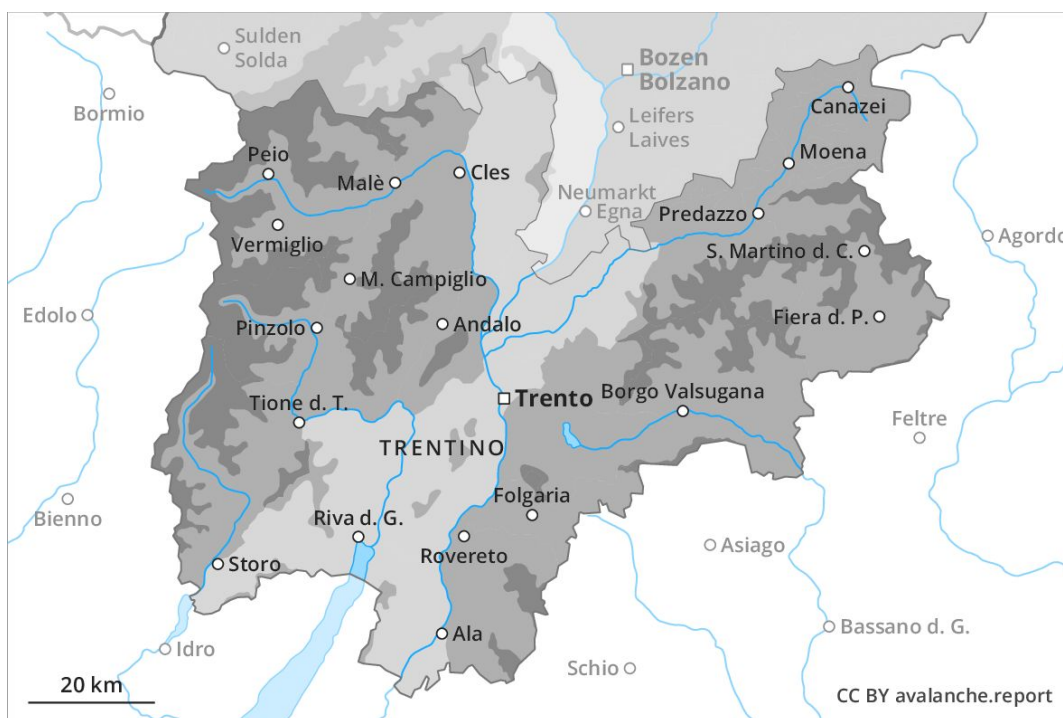 Sulden
Solda
Bozen
Bolzano
Bormio
Canazei
Leifers
Laives
Peio
Moena
Malè
Cles
Neumarkt
Egna
Predazzo
Vermiglio
Agordo
S. Martino d. C.
M. Campiglio
Edolo
Andalo
Fiera d. P.
Pinzolo
Trento
Borgo Valsugana
Tione d. T.
Feltre
TRENTINO
Folgaria
Bienno
Riva d. G.
Asiago
Rovereto
Storo
Ala
Bassano d. G.
Idro
Schio
20 km
CC BY avalanche.report